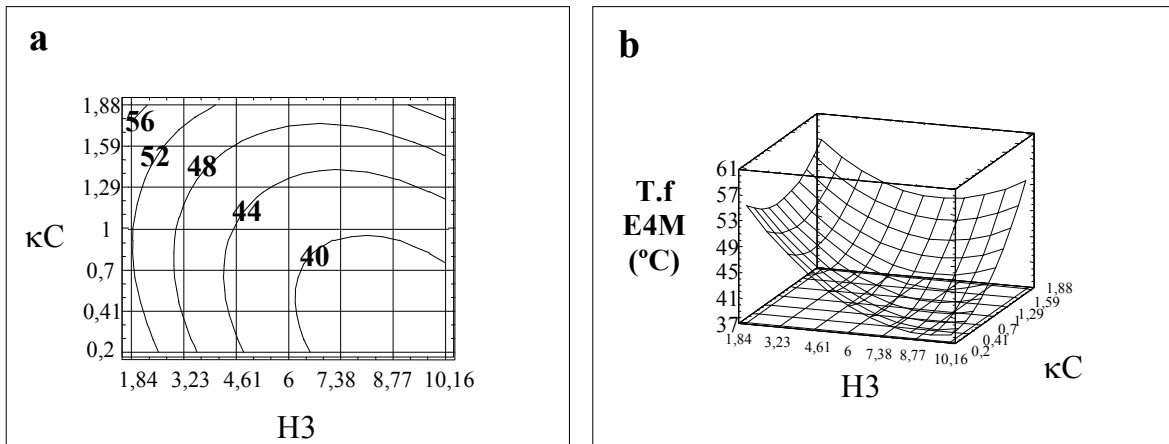 a
1,88
1,59
1,29
1
0,7
0,41
0,2
κC
56
52
48
44
40
1,84 3,23 4,61 6 7,38 8,77 10,16
H3
b
T.f
E4M
(ºC)
61
57
53
49
45
41
37
1,84 3,23 4,61 6 7,38 8,77 10,16
H3
0,2
0,41
0,7
1
1,29
1,59
1,88
κC